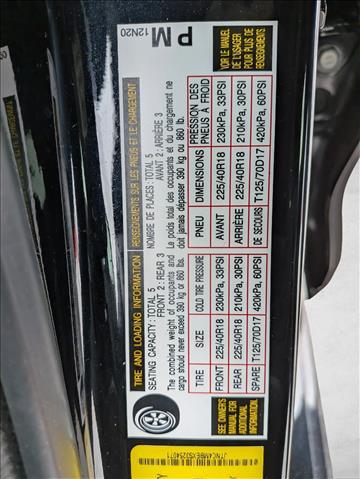 TIRE AND LOADING INFORMATION
RENSEIGNEMENTS SUR LES PNEUS ET LE CHARGEMENT
SEATING CAPACITY : TOTAL 5
FRONT 2 : REAR 3
NOMBRE DE PLACES : TOTAL 5
AVANT 2 : ARRIÈRE 3
The combined weight of occupants and cargo should never exceed 390 kg or 860 lb.
Le poids total des occupants et du chargement ne doit jamais dépasser 390 kg ou 860 lb.
TIRE SIZE COLD TIRE PRESSURE
FRONT 225/40R18 230kPa, 33PSI
REAR 225/40R18 210kPa, 30PSI
SPARE T125/70D17 420kPa, 60PSI
PNEU DIMENSIONS PRESSION DES PNEUS À FROID
AVANT 225/40R18 230kPa, 33PSI
ARRIÈRE 225/40R18 210kPa, 30PSI
DE SECOURS T125/70D17 420kPa, 60PSI
SEE OWNER'S MANUAL FOR ADDITIONAL INFORMATION
VOIR LE MANUEL DE L'USAGER POUR PLUS DE RENSEIGNEMENTS
P M
12N20
JTNC4MBEXS3254071